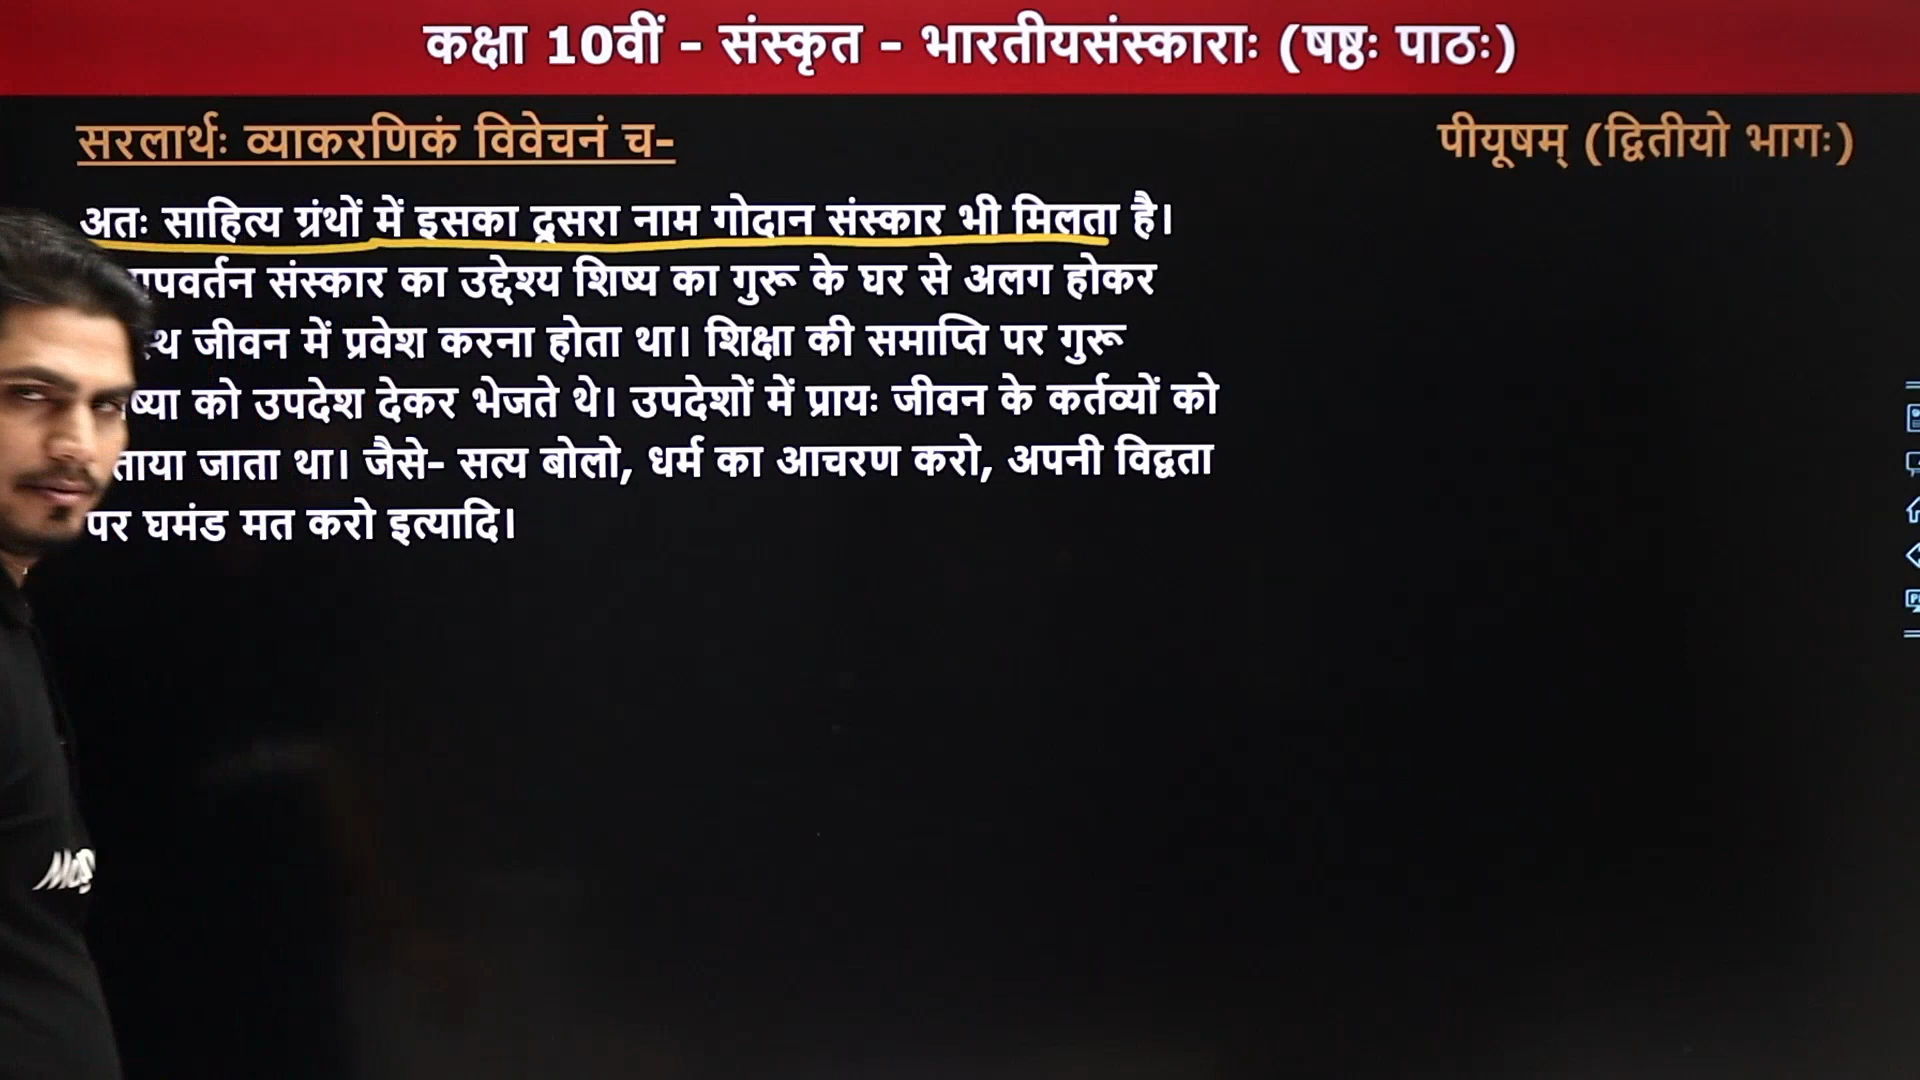 कक्षा 10वीं - संस्कृत - भारतीयसंस्काराः (षष्ठः पाठः)
सरलार्थः व्याकरणिकं विवेचनं च-
पीयूषम् (द्वितीयो भागः)
अतः साहित्य ग्रंथों में इसका दूसरा नाम गोदान संस्कार भी मिलता है।
संस्कार का उद्देश्य शिष्य का गुरू के घर से अलग होकर
जीवन में प्रवेश करना होता था। शिक्षा की समाप्ति पर गुरू
को उपदेश देकर भेजते थे। उपदेशों में प्रायः जीवन के कर्तव्यों को
जाता था। जैसे- सत्य बोलो, धर्म का आचरण करो, अपनी विद्वता
पर घमंड मत करो इत्यादि।